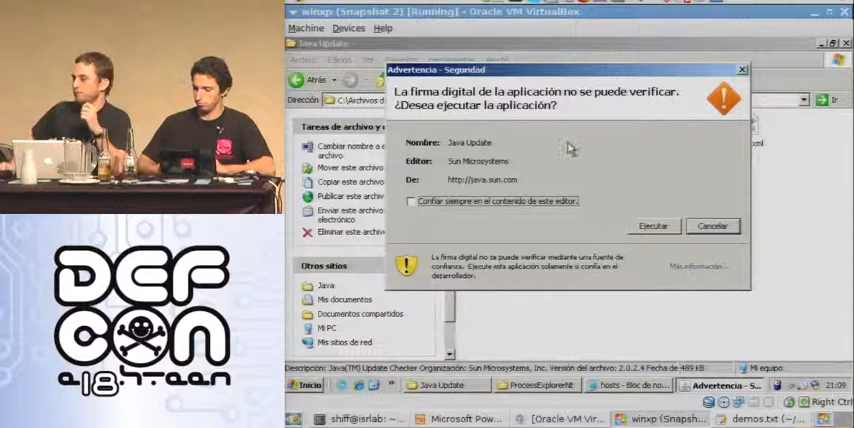 winxp (Snapshot 2) [Running] - Oracle VM VirtualBox
Machine Devices Help
Java Update
Atrás
Dirección C:\Archivos d
Ir
Advertencia - Seguridad
La firma digital de la aplicación no se puede verificar.
¿Desea ejecutar la aplicación?
Nombre: Java Update
Editor: Sun Microsystems
De: http://java.sun.com
Confiar siempre en el contenido de este editor.
Ejecutar Cancelar
La firma digital no se puede verificar mediante una fuente de
confianza. Ejecute esta aplicación solamente si confía en el
desarrollador.
Más información...
Tareas de archivo y
Cambiar nombre a
archivo
Mover este archivo
Copiar este archivo
Publicar este archivo
Enviar este archivo
electrónico
Eliminar este archivo
xml
Otros sitios
Java
Mis documentos
Documentos compartidos
Mi PC
Mis sitios de red
Descripción: Java(TM) Update Checker Organización: Sun Microsystems, Inc. Versión del archivo: 2.0.2.4 Fecha de 489 KB Mi equipo
Inicio Java Update ProcessExplorerNt hosts - Bloc de no... Advertencia - S... 21:09
Right Ctrl
shiff@isrlab: ~... Microsoft Pow... [Oracle VM Vir... winxp (Snapsh... demos.txt (~/...
DEF
CON
e18hteen